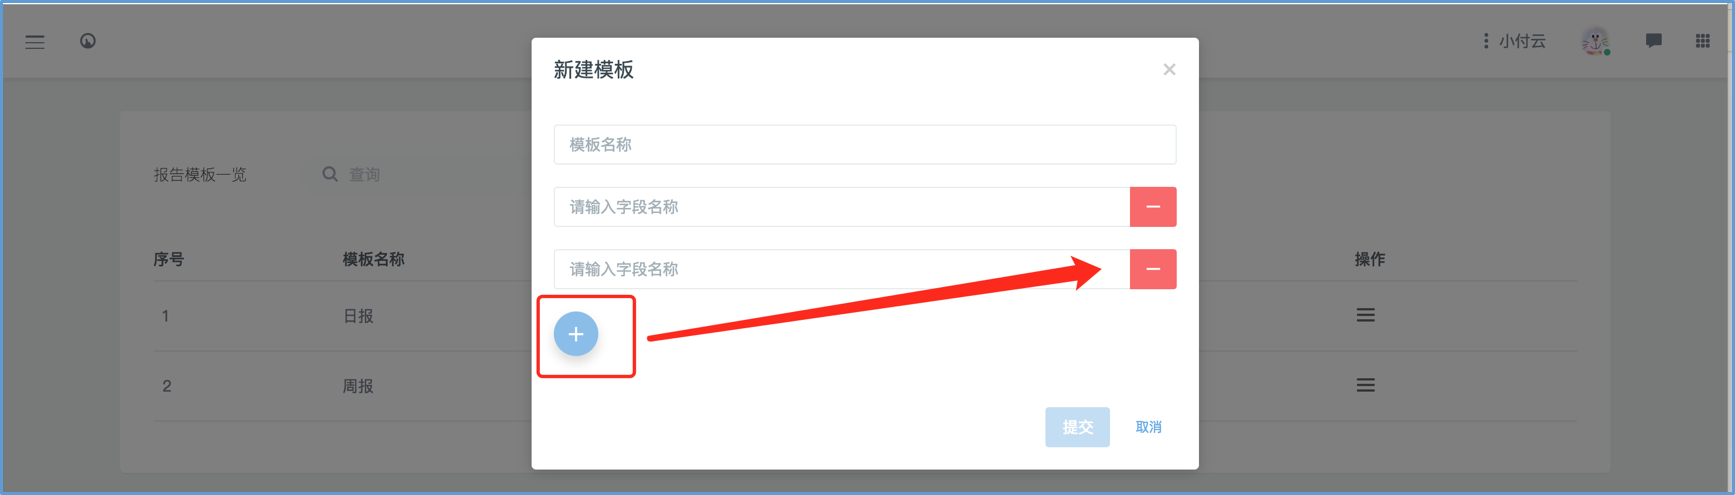 小付云
新建模板
×
模板名称
报告模板一览
查询
请输入字段名称
请输入字段名称
序号 模板名称 操作
1 日报
2 周报
提交 取消